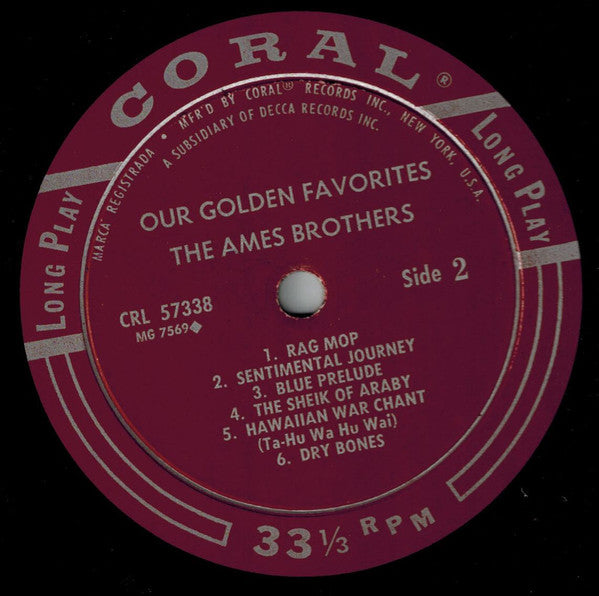 CORAL®
MARCA REGISTRADA • MF'R'D BY CORAL® RECORDS INC., NEW YORK, U.S.A.
A SUBSIDIARY OF DECCA RECORDS INC.
LONG PLAY
LONG PLAY
OUR GOLDEN FAVORITES
THE AMES BROTHERS
Side 2
CRL 57338
MG 7569◆
1. RAG MOP
2. SENTIMENTAL JOURNEY
3. BLUE PRELUDE
4. THE SHEIK OF ARABY
5. HAWAIIAN WAR CHANT
(Ta-Hu Wa Hu Wai)
6. DRY BONES
33 1/3 RPM